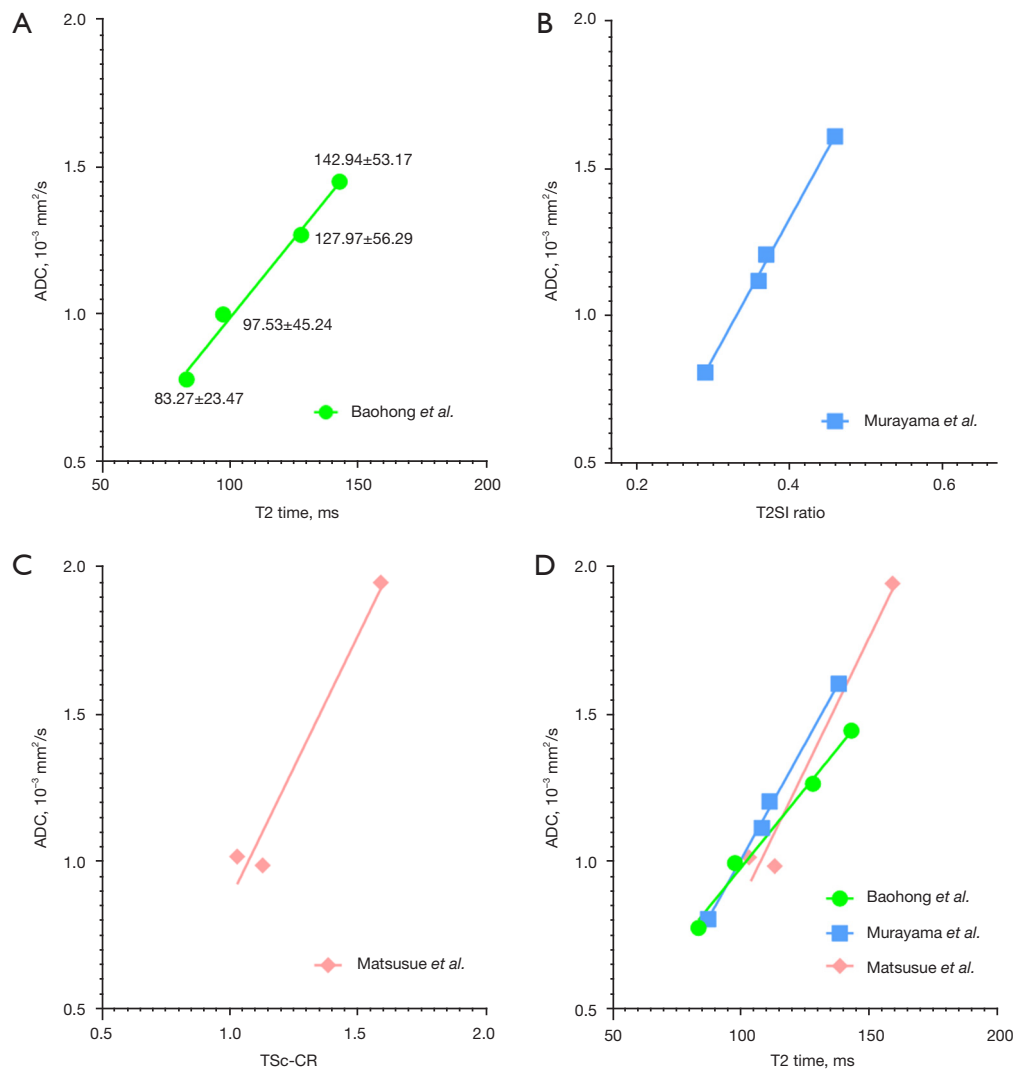 A
2.0
1.5
1.0
0.5
ADC, 10⁻³ mm²/s
142.94±53.17
127.97±56.29
97.53±45.24
83.27±23.47
Baohong et al.
50
100
150
200
T2 time, ms
B
2.0
1.5
1.0
0.5
ADC, 10⁻³ mm²/s
Murayama et al.
0.2
0.4
0.6
T2SI ratio
C
2.0
1.5
1.0
0.5
ADC, 10⁻³ mm²/s
Matsusue et al.
0.5
1.0
1.5
2.0
TSc-CR
D
2.0
1.5
1.0
0.5
ADC, 10⁻³ mm²/s
Baohong et al.
Murayama et al.
Matsusue et al.
50
100
150
200
T2 time, ms